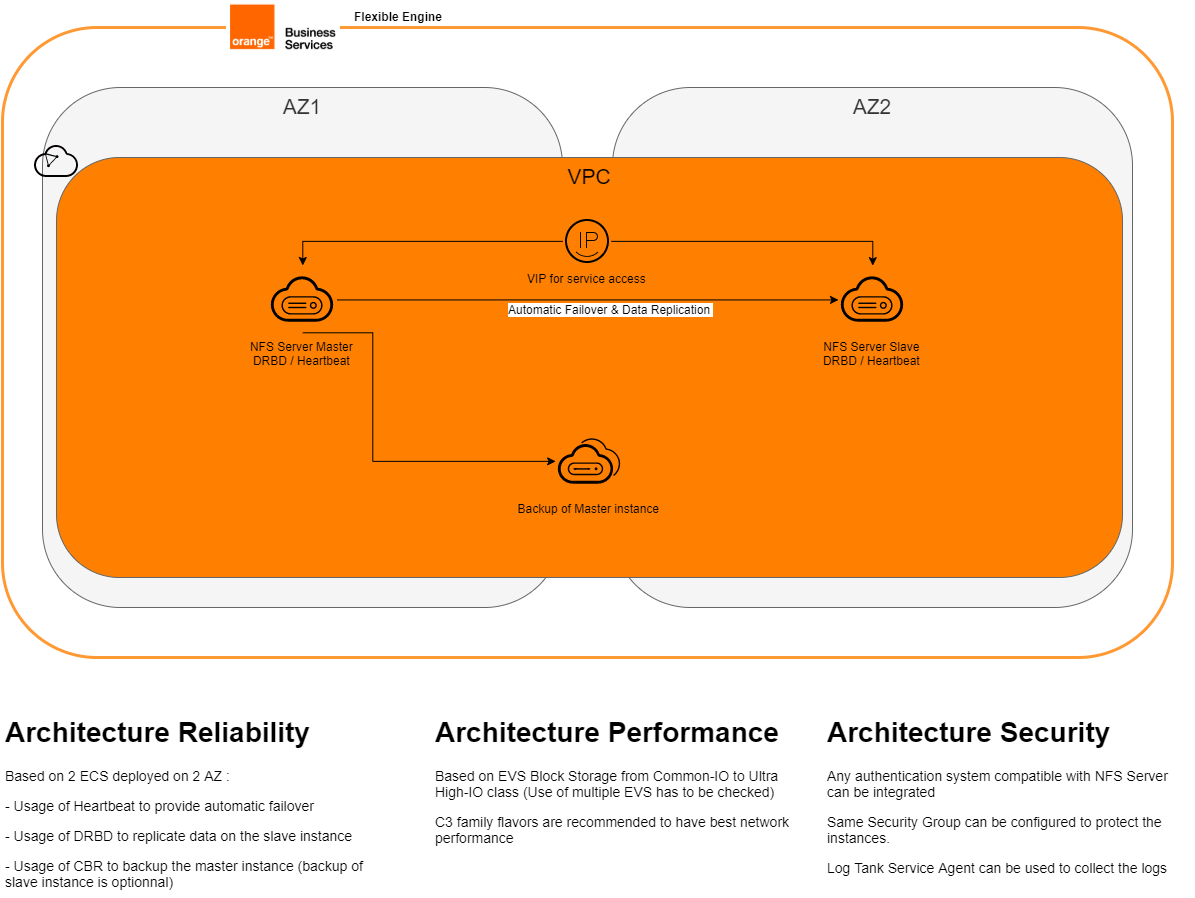 Flexible Engine
orange™
Business
Services
AZ1
AZ2
VPC
IP
VIP for service access
Automatic Failover & Data Replication
NFS Server Master
DRBD / Heartbeat
NFS Server Slave
DRBD / Heartbeat
Backup of Master instance
Architecture Reliability
Based on 2 ECS deployed on 2 AZ :
- Usage of Heartbeat to provide automatic failover
- Usage of DRBD to replicate data on the slave instance
- Usage of CBR to backup the master instance (backup of
slave instance is optionnal)
Architecture Performance
Based on EVS Block Storage from Common-IO to Ultra
High-IO class (Use of multiple EVS has to be checked)
C3 family flavors are recommended to have best network
performance
Architecture Security
Any authentication system compatible with NFS Server
can be integrated
Same Security Group can be configured to protect the
instances.
Log Tank Service Agent can be used to collect the logs